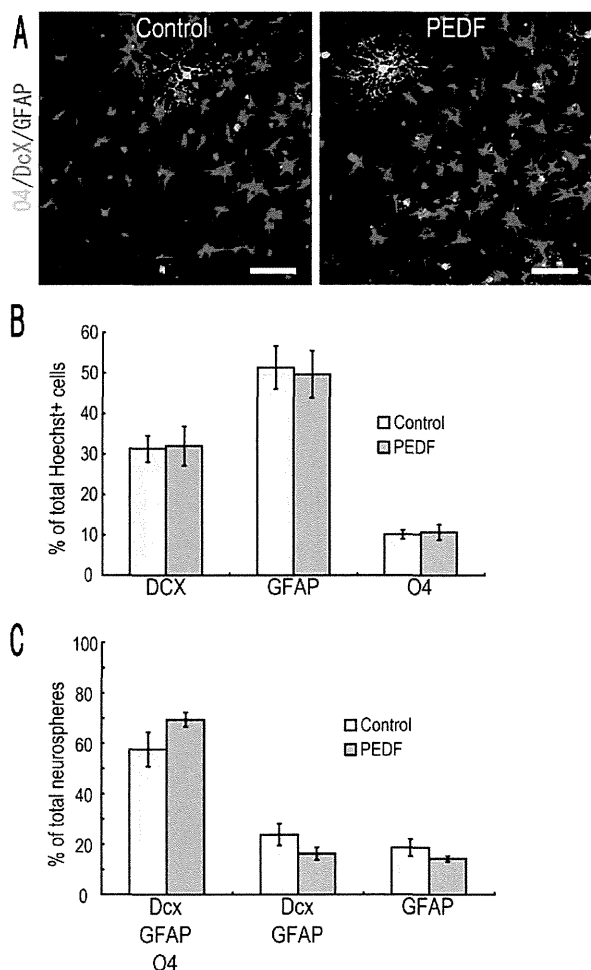 A
Control
PEDF
O4/DcX/GFAP
B
% of total Hoechst+ cells
60
50
40
30
20
10
0
Control
PEDF
DCX
GFAP
O4
C
% of total neurospheres
100
80
60
40
20
0
Control
PEDF
Dcx
GFAP
O4
Dcx
GFAP
GFAP